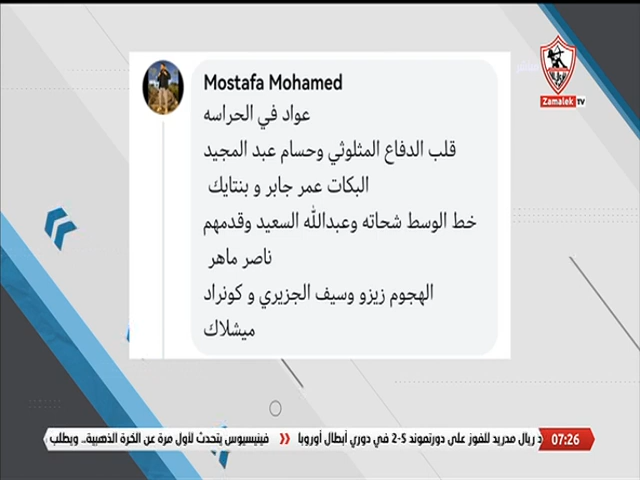 Zamalek TV
Mostafa Mohamed
عواد في الحراسه
قلب الدفاع المثلوثي وحسام عبد المجيد
البكات عمر جابر و بنتايك
خط الوسط شحاته وعبدالله السعيد وقدمهم
ناصر ماهر
الهجوم زيزو وسيف الجزيري و كونراد
ميشلاك
07:26 د ريال مدريد للفوز على دورتموند 5-2 في دوري أبطال أوروبا » فينيسيوس يتحدث لأول مرة عن الكرة الذهبية.. ويطلب